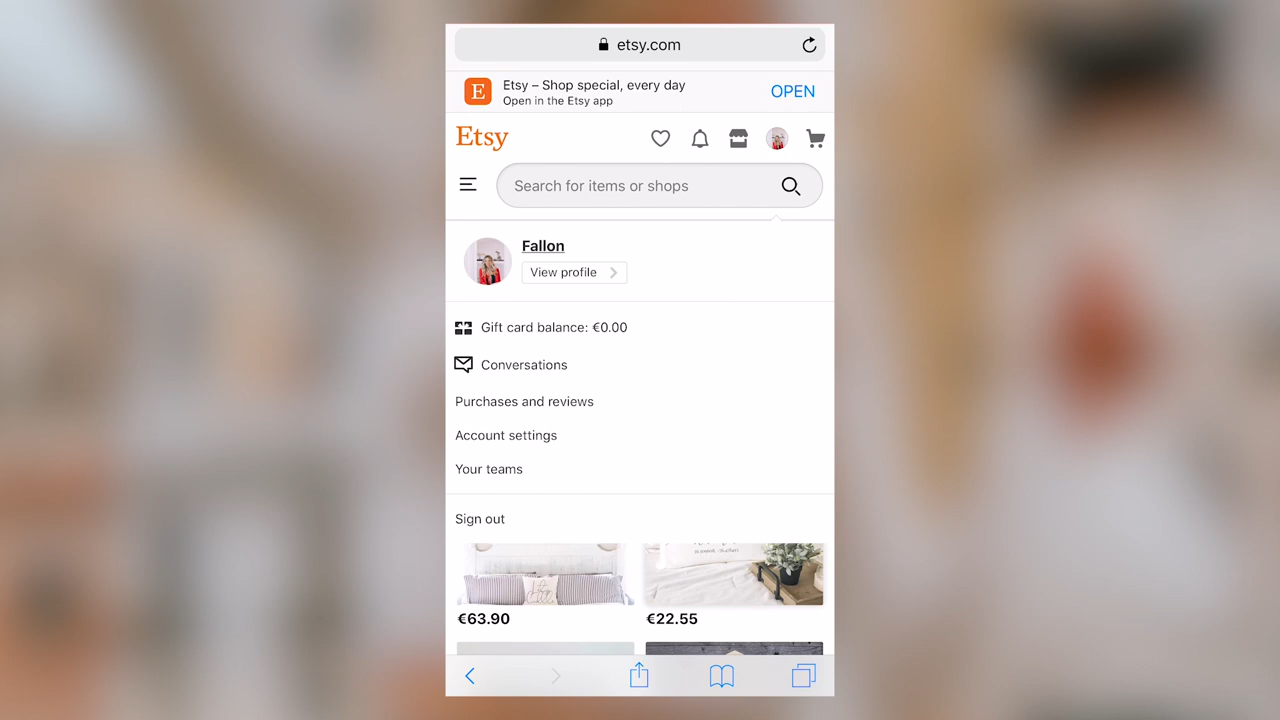 etsy.com
E
Etsy – Shop special, every day
Open in the Etsy app
OPEN
Etsy
Search for items or shops
Fallon
View profile
Gift card balance: €0.00
Conversations
Purchases and reviews
Account settings
Your teams
Sign out
€63.90
€22.55